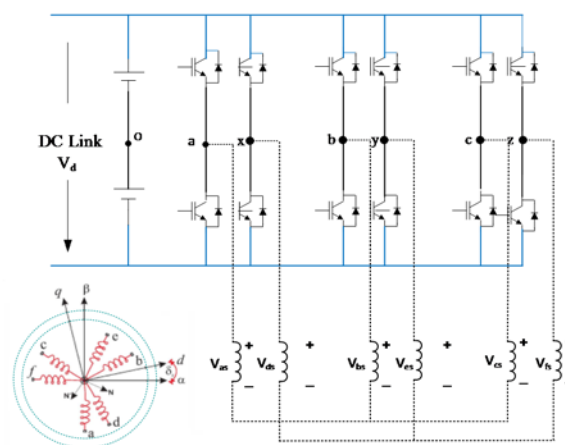 DC Link
V_d
o
a
x
b
y
c
z
V_as
+
−
V_ds
+
−
V_bs
+
−
V_es
+
−
V_cs
+
−
V_fs
q
β
e
c
b
d
δ
α
f
N
N
a
d